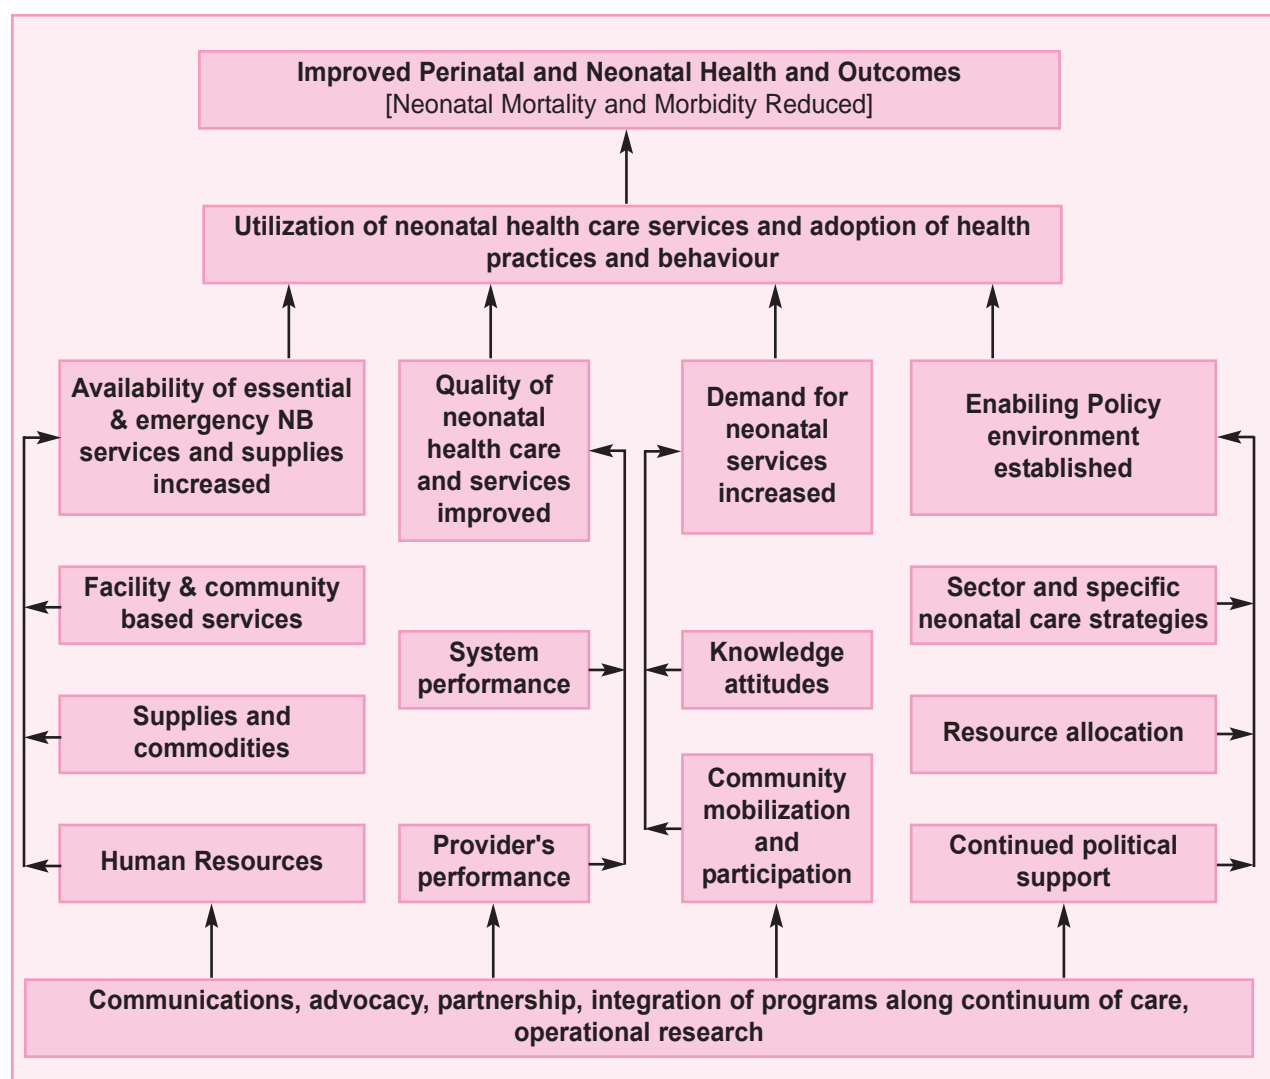 Improved Perinatal and Neonatal Health and Outcomes
[Neonatal Mortality and Morbidity Reduced]
Utilization of neonatal health care services and adoption of health
practices and behaviour
Availability of essential
& emergency NB
services and supplies
increased
Quality of
neonatal
health care
and services
improved
Demand for
neonatal
services
increased
Enabling Policy
environment
established
Facility & community
based services
System
performance
Knowledge
attitudes
Sector and specific
neonatal care strategies
Supplies and
commodities
Resource allocation
Human Resources
Provider's
performance
Community
mobilization
and
participation
Continued political
support
Communications, advocacy, partnership, integration of programs along continuum of care,
operational research